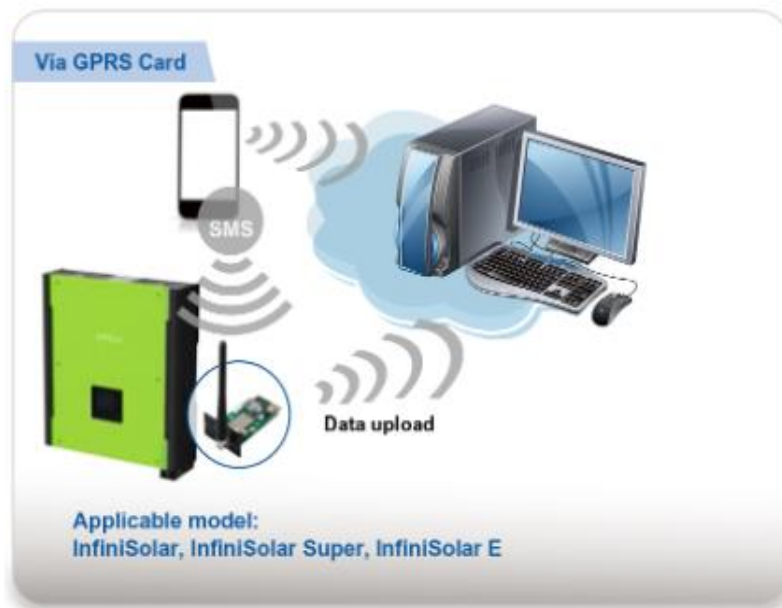 Via GPRS Card
SMS
Data upload
Applicable model:
InfiniSolar, InfiniSolar Super, InfiniSolar E